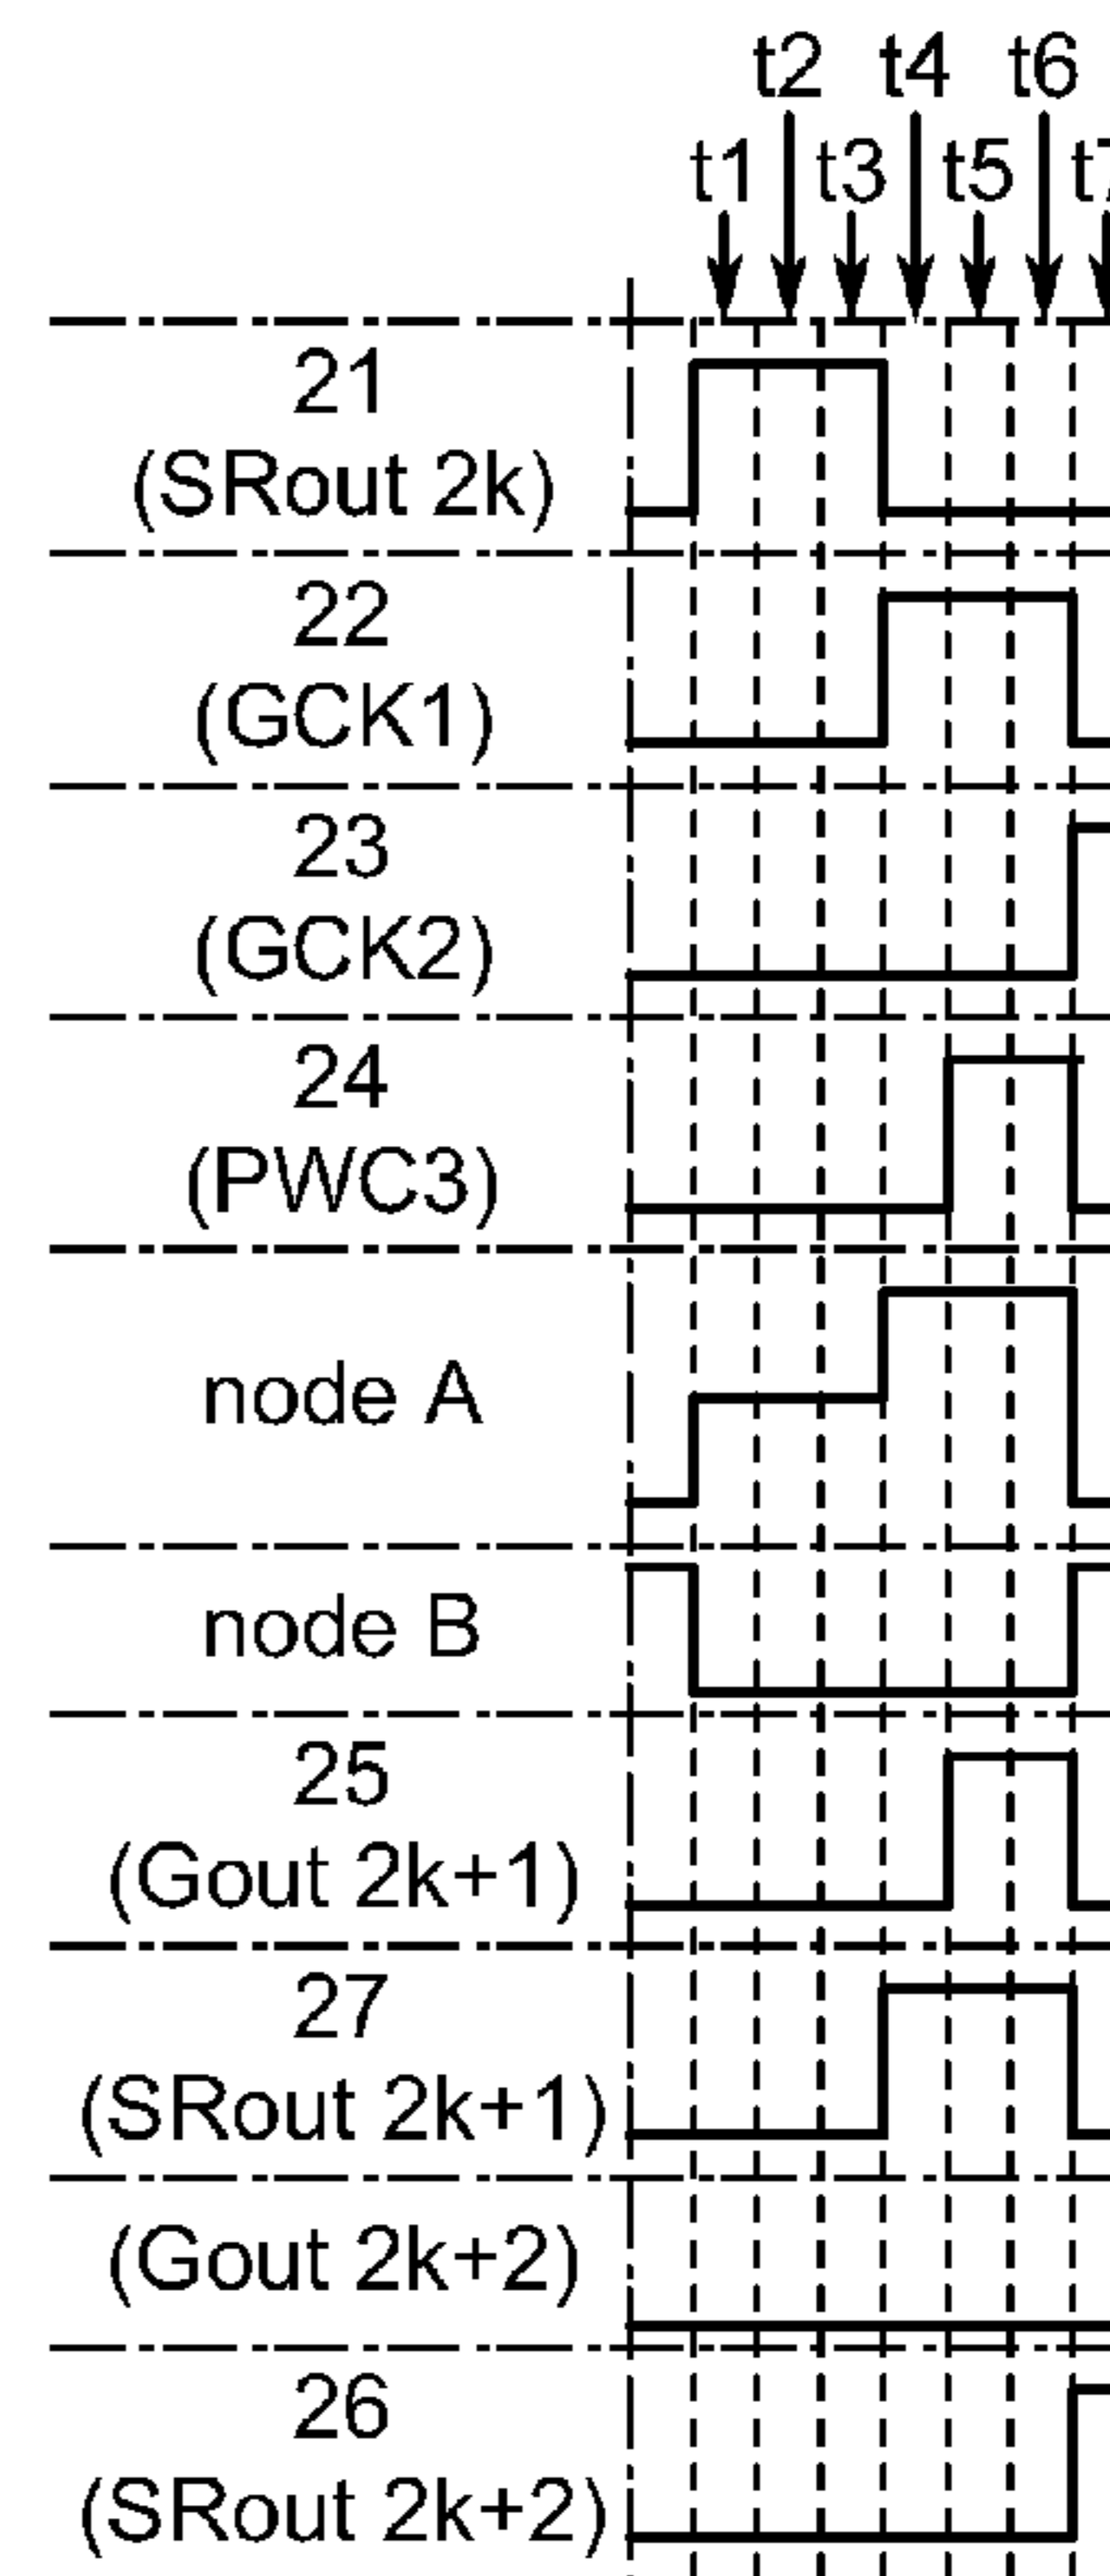 t2 t4 t6
t1 t3 t5
21
(SRout 2k)
22
(GCK1)
23
(GCK2)
24
(PWC3)
node A
node B
25
(Gout 2k+1)
27
(SRout 2k+1)
(Gout 2k+2)
26
(SRout 2k+2)